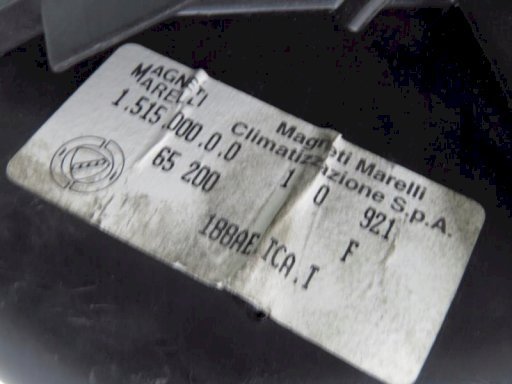 MAGNETI
MARELLI
Magneti Marelli
Climatizzazione S.p.A.
1.515.000.0.0
65 200 1 0 921
188AE ICA.I F